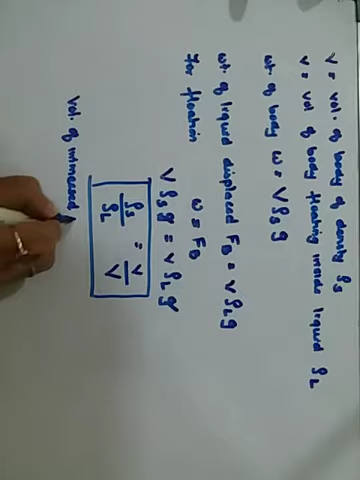 V = vol. of body of density ρs
v = vol. of body floating inside liquid ρL
wt. of body ω = Vρsg
wt. of liquid displaced FB = vρLg
For floation
ω = FB
Vρsg = vρLg
ρs/ρL = v/V
Vol. of immersed